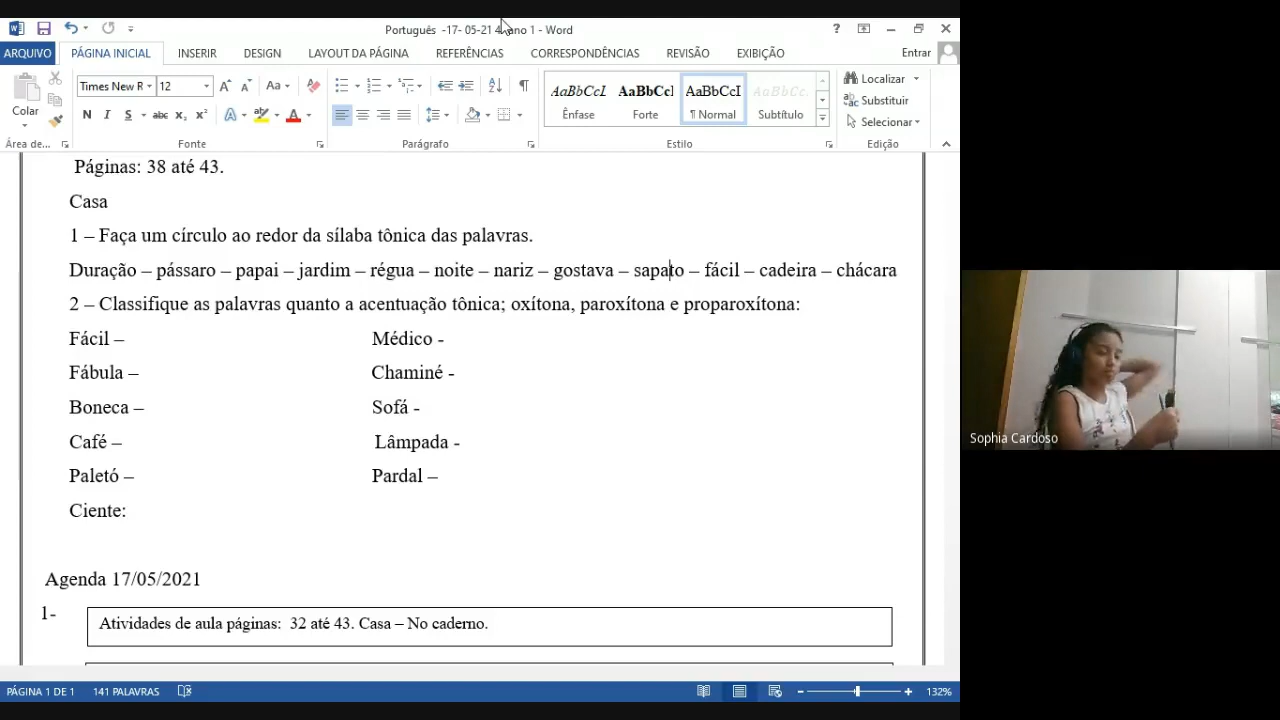 Português -17- 05-21 4 ano 1 - Word
ARQUIVO PÁGINA INICIAL INSERIR DESIGN LAYOUT DA PÁGINA REFERÊNCIAS CORRESPONDÊNCIAS REVISÃO EXIBIÇÃO Entrar
Times New R 12 Aa
Colar
N I S abc x₂ x² A A
AaBbCcI AaBbCcI AaBbCcI AaBbCc.
Ênfase Forte ¶ Normal Subtítulo
Localizar
Substituir
Selecionar
Área de... Fonte Parágrafo Estilo Edição
Páginas: 38 até 43.
Casa
1 – Faça um círculo ao redor da sílaba tônica das palavras.
Duração – pássaro – papai – jardim – régua – noite – nariz – gostava – sapato – fácil – cadeira – chácara
2 – Classifique as palavras quanto a acentuação tônica; oxítona, paroxítona e proparoxítona:
Fácil – Médico -
Fábula – Chaminé -
Boneca – Sofá -
Café – Lâmpada -
Paletó – Pardal –
Ciente:
Agenda 17/05/2021
1-
Atividades de aula páginas: 32 até 43. Casa – No caderno.
PÁGINA 1 DE 1 141 PALAVRAS 132%
Sophia Cardoso